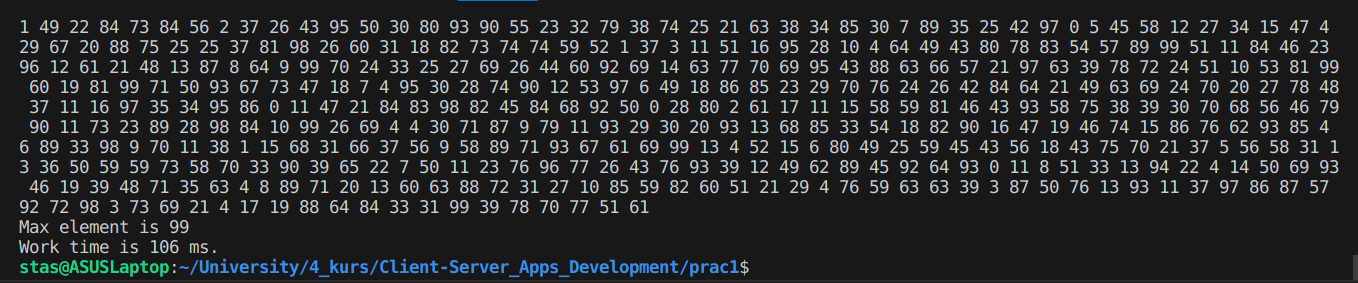 1 49 22 84 73 84 56 2 37 26 43 95 50 30 80 93 90 55 23 32 79 38 74 25 21 63 38 34 85 30 7 89 35 25 42 97 0 5 45 58 12 27 34 15 47 4
29 67 20 88 75 25 25 37 81 98 26 60 31 18 82 73 74 74 59 52 1 37 3 11 51 16 95 28 10 4 64 49 43 80 78 83 54 57 89 99 51 11 84 46 23
96 12 61 21 48 13 87 8 64 9 99 70 24 33 25 27 69 26 44 60 92 69 14 63 77 70 69 95 43 88 63 66 57 21 97 63 39 78 72 24 51 10 53 81 99
60 19 81 99 71 50 93 67 73 47 18 7 4 95 30 28 74 90 12 53 97 6 49 18 86 85 23 29 70 76 24 26 42 84 64 21 49 63 69 24 70 20 27 78 48
37 11 16 97 35 34 95 86 0 11 47 21 84 83 98 82 45 84 68 92 50 0 28 80 2 61 17 11 15 58 59 81 46 43 93 58 75 38 39 30 70 68 56 46 79
90 11 73 23 89 28 98 84 10 99 26 69 4 4 30 71 87 9 79 11 93 29 30 20 93 13 68 85 33 54 18 82 90 16 47 19 46 74 15 86 76 62 93 85 4
6 89 33 98 9 70 11 38 1 15 68 31 66 37 56 9 58 89 71 93 67 61 69 99 13 4 52 15 6 80 49 25 59 45 43 56 18 43 75 70 21 37 5 56 58 31 1
3 36 50 59 59 73 58 70 33 90 39 65 22 7 50 11 23 76 96 77 26 43 76 93 39 12 49 62 89 45 92 64 93 0 11 8 51 33 13 94 22 4 14 50 69 93
46 19 39 48 71 35 63 4 8 89 71 20 13 60 63 88 72 31 27 10 85 59 82 60 51 21 29 4 76 59 63 63 39 3 87 50 76 13 93 11 37 97 86 87 57
92 72 98 3 73 69 21 4 17 19 88 64 84 33 31 99 39 78 70 77 51 61
Max element is 99
Work time is 106 ms.
stas@ASUSLaptop:~/University/4_kurs/Client-Server_Apps_Development/prac1$